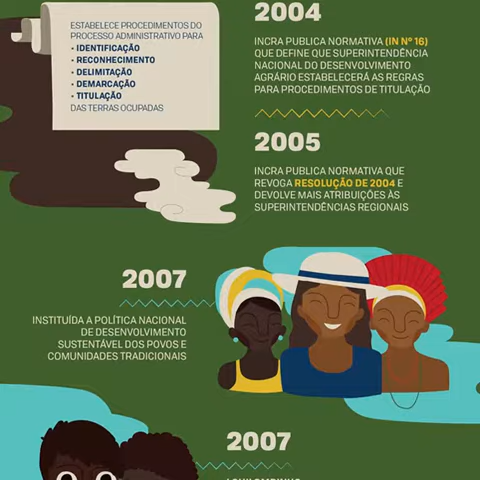 ESTABELECE PROCEDIMENTOS DO
PROCESSO ADMINISTRATIVO PARA
• IDENTIFICAÇÃO
• RECONHECIMENTO
• DELIMITAÇÃO
• DEMARCAÇÃO
• TITULAÇÃO
DAS TERRAS OCUPADAS
2004
INCRA PUBLICA NORMATIVA (IN Nº 16)
QUE DEFINE QUE SUPERINTENDÊNCIA
NACIONAL DO DESENVOLVIMENTO
AGRÁRIO ESTABELECERÁ AS REGRAS
PARA PROCEDIMENTOS DE TITULAÇÃO
2005
INCRA PUBLICA NORMATIVA QUE
REVOGA RESOLUÇÃO DE 2004 E
DEVOLVE MAIS ATRIBUIÇÕES ÀS
SUPERINTENDÊNCIAS REGIONAIS
2007
INSTITUÍDA A POLÍTICA NACIONAL
DE DESENVOLVIMENTO
SUSTENTÁVEL DOS POVOS E
COMUNIDADES TRADICIONAIS
2007